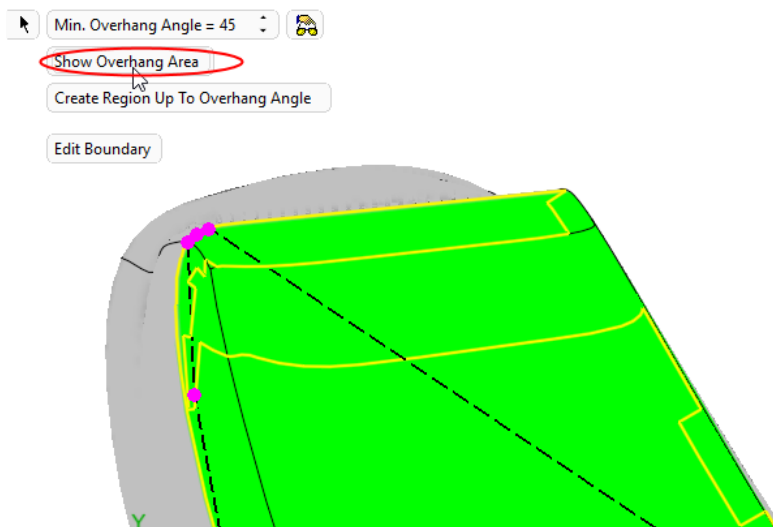 Min. Overhang Angle = 45
Show Overhang Area
Create Region Up To Overhang Angle
Edit Boundary
Y